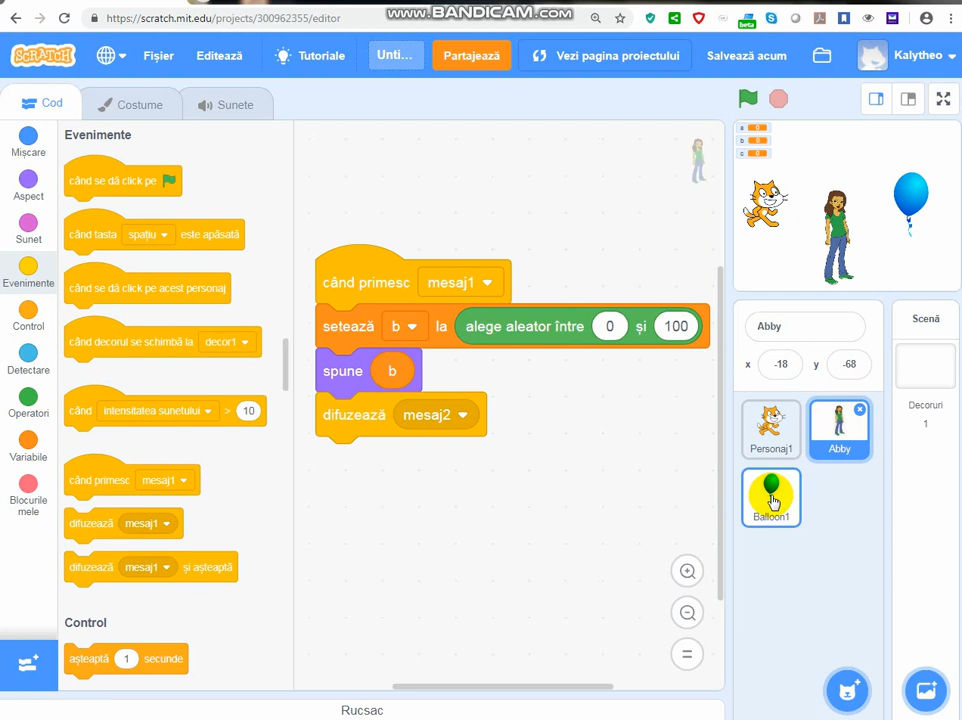 www.BANDICAM.com
https://scratch.mit.edu/projects/300962355/editor
beta
SCRATCH
Fișier
Editează
Tutoriale
Unti...
Partajează
Vezi pagina proiectului
Salvează acum
Kalytheo
Cod
Costume
Sunete
Mișcare
Aspect
Sunet
Evenimente
Control
Detectare
Operatori
Variabile
Blocurile
mele
Evenimente
când se dă click pe
când tasta spațiu este apăsată
când se dă click pe acest personaj
când decorul se schimbă la decor1
când intensitatea sunetului > 10
când primesc mesaj1
difuzează mesaj1
difuzează mesaj1 și așteaptă
Control
așteaptă 1 secunde
când primesc mesaj1
setează b la alege aleator între 0 și 100
spune b
difuzează mesaj2
a 0
b 0
c 0
Abby
x -18 y -68
Personaj1
Abby
Balloon1
Scenă
Decoruri
1
Rucsac